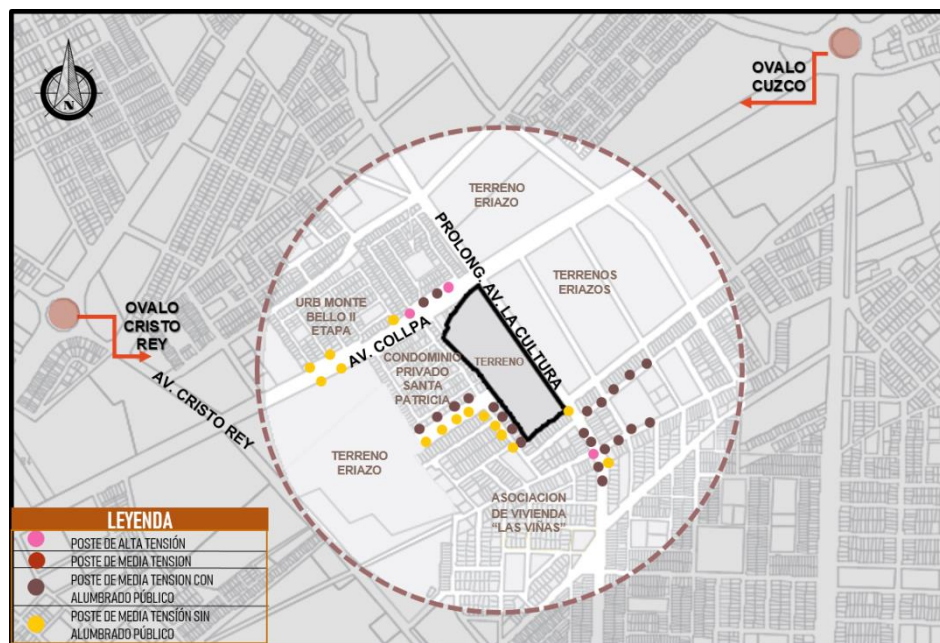 OVALO
CUZCO
N
TERRENO
ERIAZO
PROLONG. AV. LA CULTURA
TERRENOS
ERIAZOS
URB MONTE
BELLO II
ETAPA
OVALO
CRISTO
REY
AV. COLLPA
CONDOMINIO
PRIVADO
SANTA
PATRICIA
TERRENO
AV. CRISTO REY
TERRENO
ERIAZO
ASOCIACION
DE VIVIENDA
"LAS VIÑAS"
LEYENDA
POSTE DE ALTA TENSIÓN
POSTE DE MEDIA TENSION
POSTE DE MEDIA TENSION CON
ALUMBRADO PÚBLICO
POSTE DE MEDIA TENSIÍÓN SIN
ALUMBRADO PÚBLICO